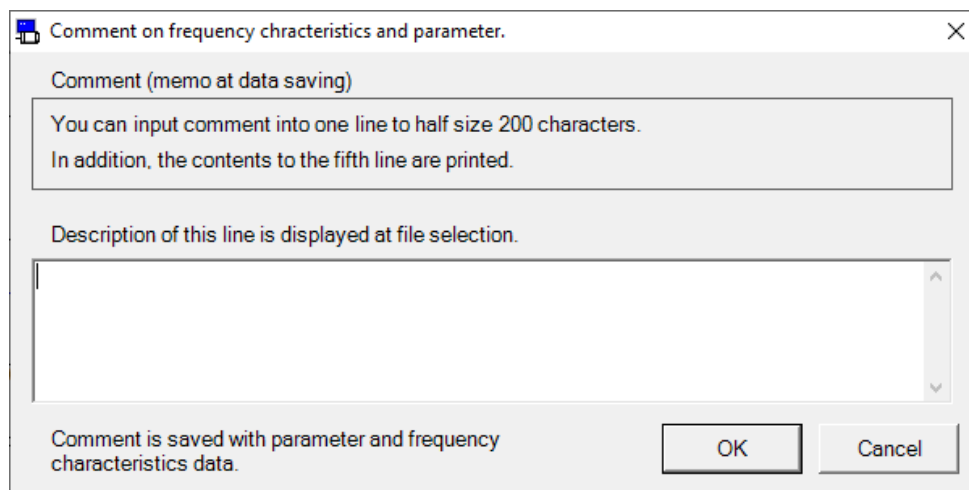 Comment on frequency chracteristics and parameter.
Comment (memo at data saving)
You can input comment into one line to half size 200 characters.
In addition, the contents to the fifth line are printed.
Description of this line is displayed at file selection.
Comment is saved with parameter and frequency
characteristics data.
OK
Cancel